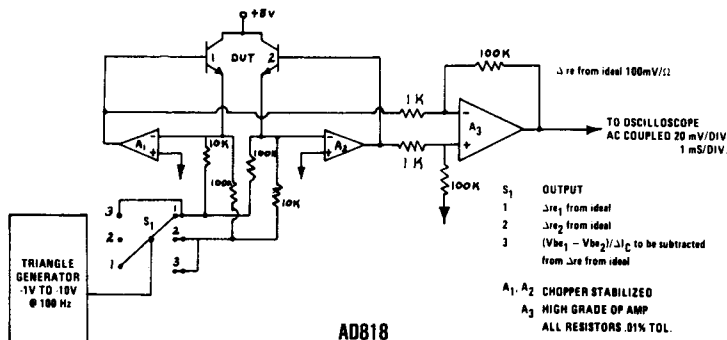 +5V
1
DUT
2
100K
Δre from ideal 100mV/Ω
1K
-
A3
+
TO OSCILLOSCOPE
AC COUPLED 20 mV/DIV
1 mS/DIV.
A1
-
+
10K
100K
100K
10K
-
+
A2
1K
100K
3
S1
1
2
2
1
3
S1 OUTPUT
1 Δre1 from ideal
2 Δre2 from ideal
3 (Vbe1 – Vbe2)/ΔIC to be subtracted
from Δre from ideal
TRIANGLE
GENERATOR
-1V TO -10V
@ 100 Hz
A1, A2 CHOPPER STABILIZED
A3 HIGH GRADE OP AMP
ALL RESISTORS .01% TOL.
AD818